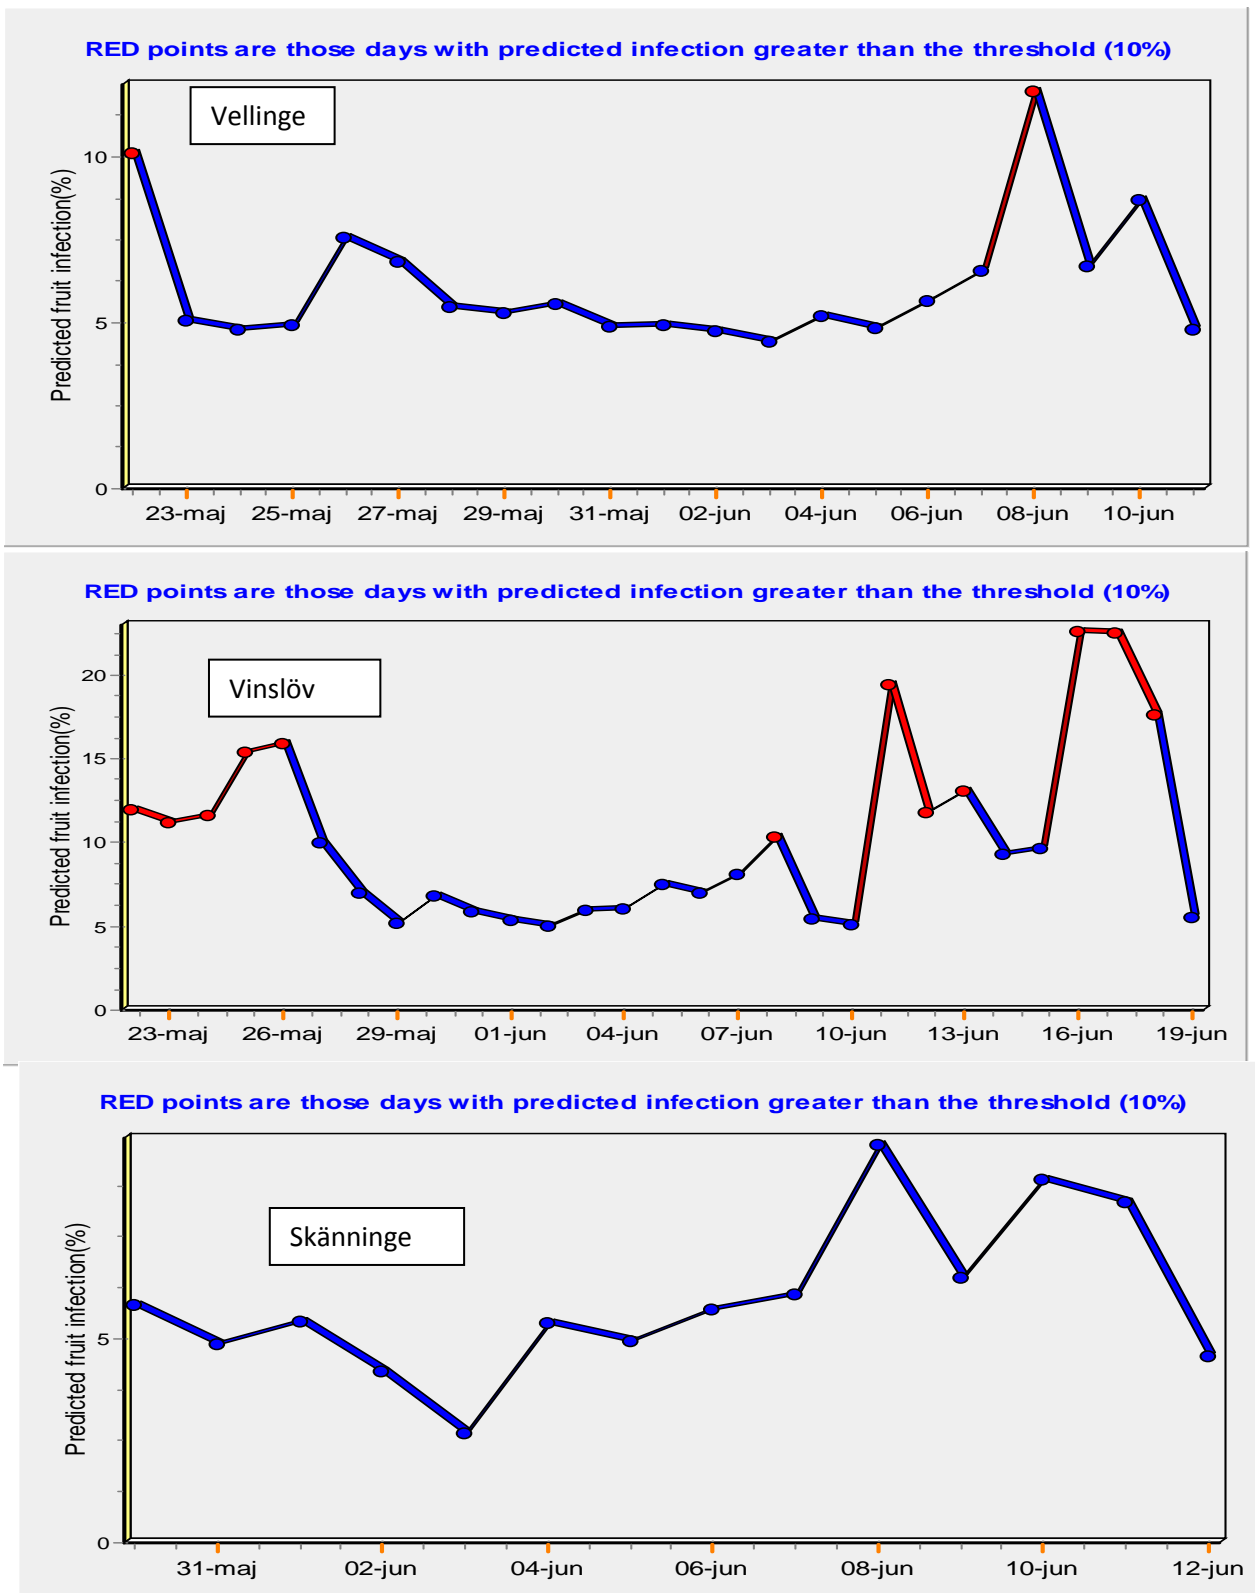 RED points are those days with predicted infection greater than the threshold (10%)
Vellinge
Predicted fruit infection(%)
10
5
0
23-maj 25-maj 27-maj 29-maj 31-maj 02-jun 04-jun 06-jun 08-jun 10-jun
RED points are those days with predicted infection greater than the threshold (10%)
Vinslöv
Predicted fruit infection(%)
20
15
10
5
0
23-maj 26-maj 29-maj 01-jun 04-jun 07-jun 10-jun 13-jun 16-jun 19-jun
RED points are those days with predicted infection greater than the threshold (10%)
Skänninge
Predicted fruit infection(%)
5
0
31-maj 02-jun 04-jun 06-jun 08-jun 10-jun 12-jun